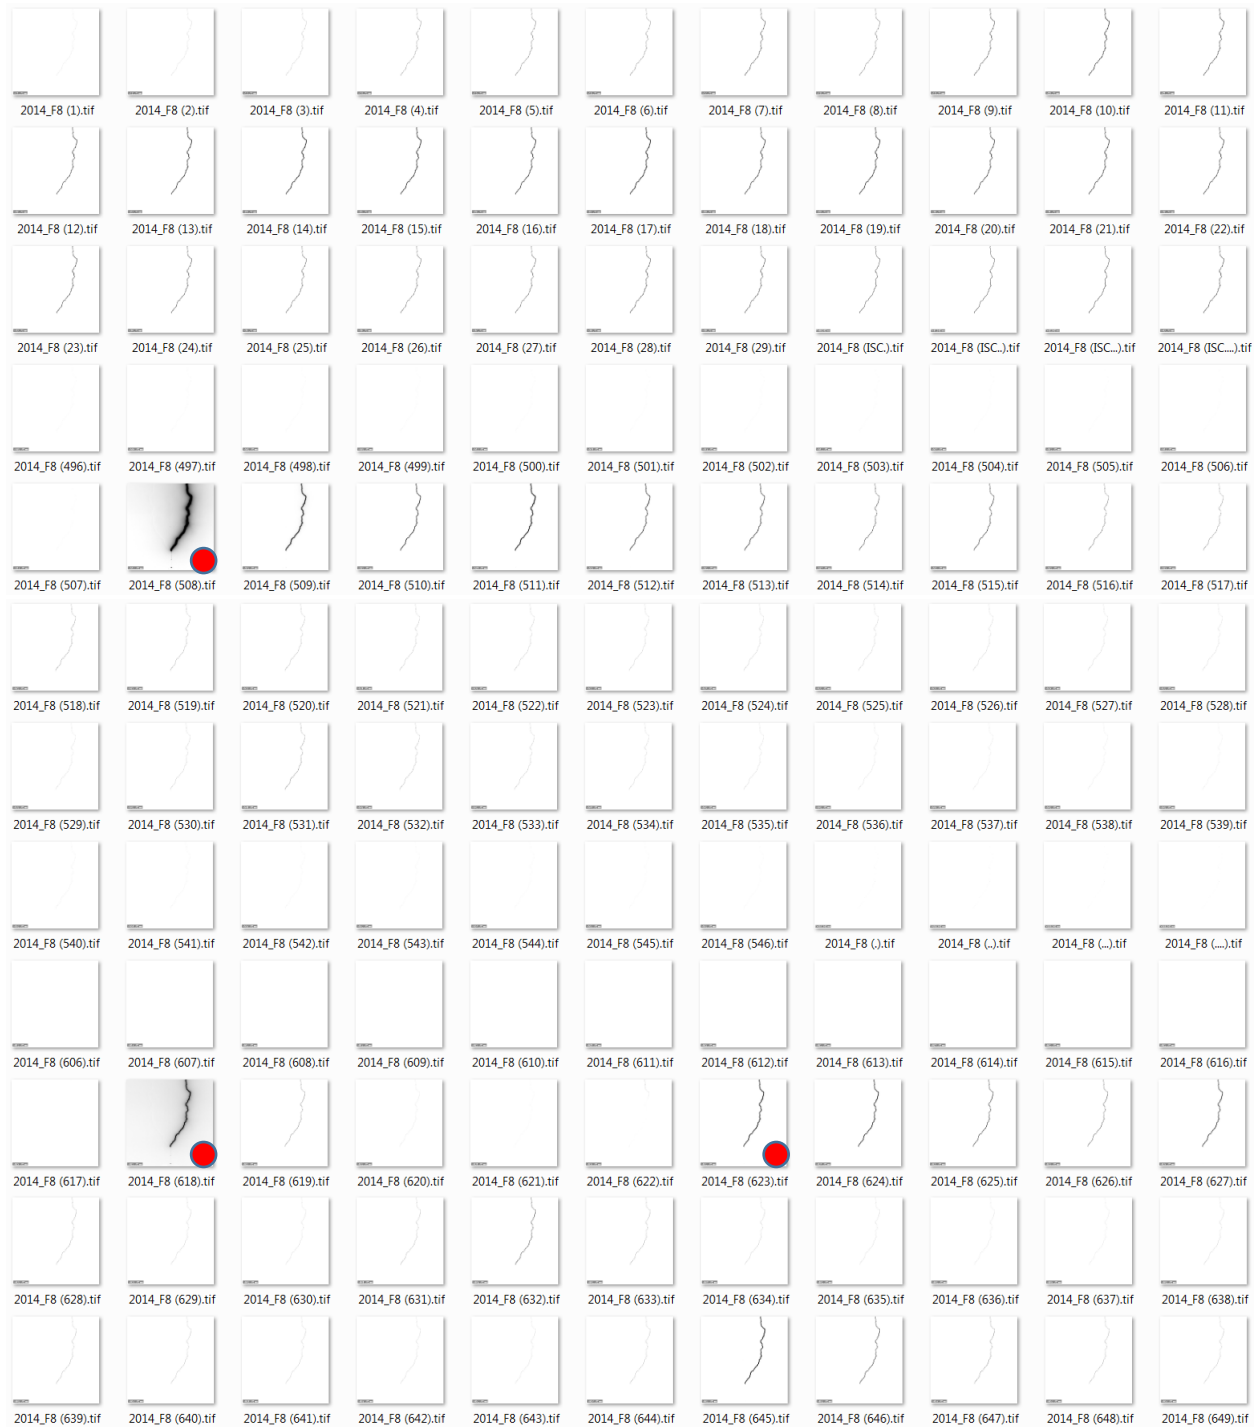 2014_F8 (1).tif 2014_F8 (2).tif 2014_F8 (3).tif 2014_F8 (4).tif 2014_F8 (5).tif 2014_F8 (6).tif 2014_F8 (7).tif 2014_F8 (8).tif 2014_F8 (9).tif 2014_F8 (10).tif 2014_F8 (11).tif
2014_F8 (12).tif 2014_F8 (13).tif 2014_F8 (14).tif 2014_F8 (15).tif 2014_F8 (16).tif 2014_F8 (17).tif 2014_F8 (18).tif 2014_F8 (19).tif 2014_F8 (20).tif 2014_F8 (21).tif 2014_F8 (22).tif
2014_F8 (23).tif 2014_F8 (24).tif 2014_F8 (25).tif 2014_F8 (26).tif 2014_F8 (27).tif 2014_F8 (28).tif 2014_F8 (29).tif 2014_F8 (ISC.).tif 2014_F8 (ISC..).tif 2014_F8 (ISC...).tif 2014_F8 (ISC....).tif
2014_F8 (496).tif 2014_F8 (497).tif 2014_F8 (498).tif 2014_F8 (499).tif 2014_F8 (500).tif 2014_F8 (501).tif 2014_F8 (502).tif 2014_F8 (503).tif 2014_F8 (504).tif 2014_F8 (505).tif 2014_F8 (506).tif
2014_F8 (507).tif 2014_F8 (508).tif 2014_F8 (509).tif 2014_F8 (510).tif 2014_F8 (511).tif 2014_F8 (512).tif 2014_F8 (513).tif 2014_F8 (514).tif 2014_F8 (515).tif 2014_F8 (516).tif 2014_F8 (517).tif
2014_F8 (518).tif 2014_F8 (519).tif 2014_F8 (520).tif 2014_F8 (521).tif 2014_F8 (522).tif 2014_F8 (523).tif 2014_F8 (524).tif 2014_F8 (525).tif 2014_F8 (526).tif 2014_F8 (527).tif 2014_F8 (528).tif
2014_F8 (529).tif 2014_F8 (530).tif 2014_F8 (531).tif 2014_F8 (532).tif 2014_F8 (533).tif 2014_F8 (534).tif 2014_F8 (535).tif 2014_F8 (536).tif 2014_F8 (537).tif 2014_F8 (538).tif 2014_F8 (539).tif
2014_F8 (540).tif 2014_F8 (541).tif 2014_F8 (542).tif 2014_F8 (543).tif 2014_F8 (544).tif 2014_F8 (545).tif 2014_F8 (546).tif 2014_F8 (.).tif 2014_F8 (..).tif 2014_F8 (...).tif 2014_F8 (....).tif
2014_F8 (606).tif 2014_F8 (607).tif 2014_F8 (608).tif 2014_F8 (609).tif 2014_F8 (610).tif 2014_F8 (611).tif 2014_F8 (612).tif 2014_F8 (613).tif 2014_F8 (614).tif 2014_F8 (615).tif 2014_F8 (616).tif
2014_F8 (617).tif 2014_F8 (618).tif 2014_F8 (619).tif 2014_F8 (620).tif 2014_F8 (621).tif 2014_F8 (622).tif 2014_F8 (623).tif 2014_F8 (624).tif 2014_F8 (625).tif 2014_F8 (626).tif 2014_F8 (627).tif
2014_F8 (628).tif 2014_F8 (629).tif 2014_F8 (630).tif 2014_F8 (631).tif 2014_F8 (632).tif 2014_F8 (633).tif 2014_F8 (634).tif 2014_F8 (635).tif 2014_F8 (636).tif 2014_F8 (637).tif 2014_F8 (638).tif
2014_F8 (639).tif 2014_F8 (640).tif 2014_F8 (641).tif 2014_F8 (642).tif 2014_F8 (643).tif 2014_F8 (644).tif 2014_F8 (645).tif 2014_F8 (646).tif 2014_F8 (647).tif 2014_F8 (648).tif 2014_F8 (649).tif